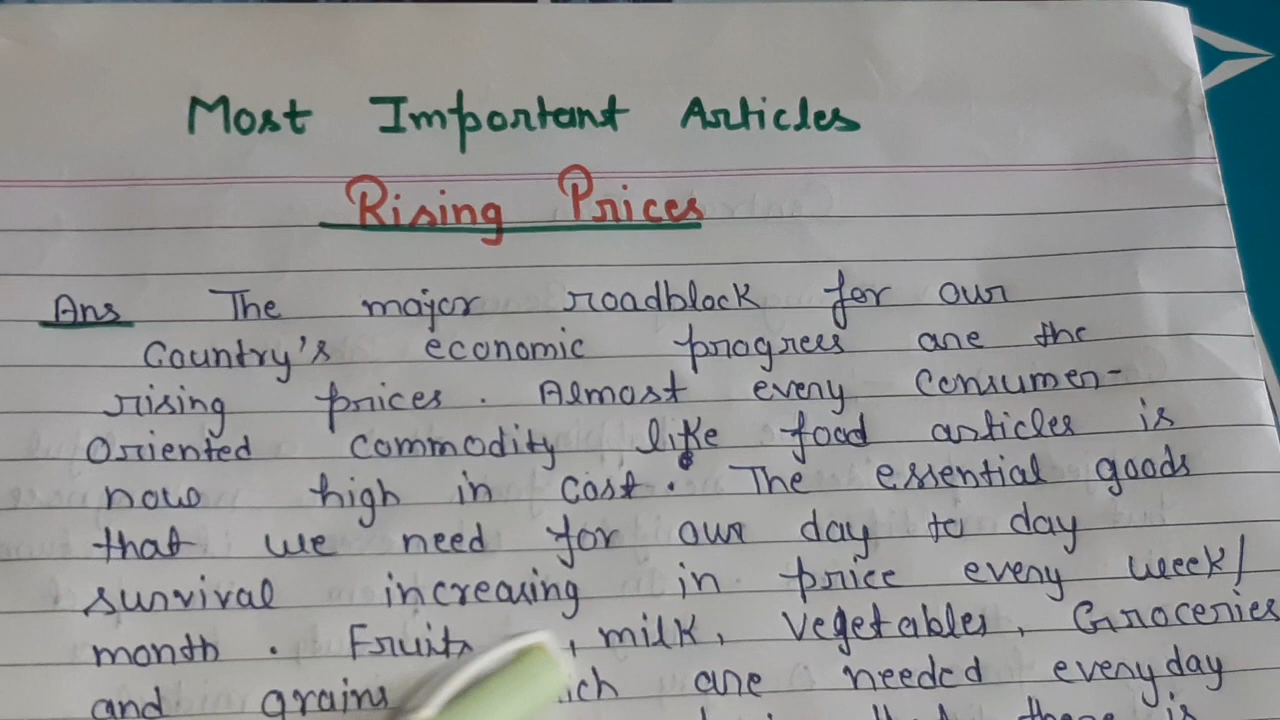 Most Important Articles
Rising Prices
Ans The major roadblock for our
Country's economic progress are the
rising prices. Almost every consumer-
Oriented commodity like food articles is
now high in cost. The essential goods
that we need for our day to day
survival increasing in price every week/
month. Fruits, milk, vegetables, Groceries
and grains are needed everyday
there is